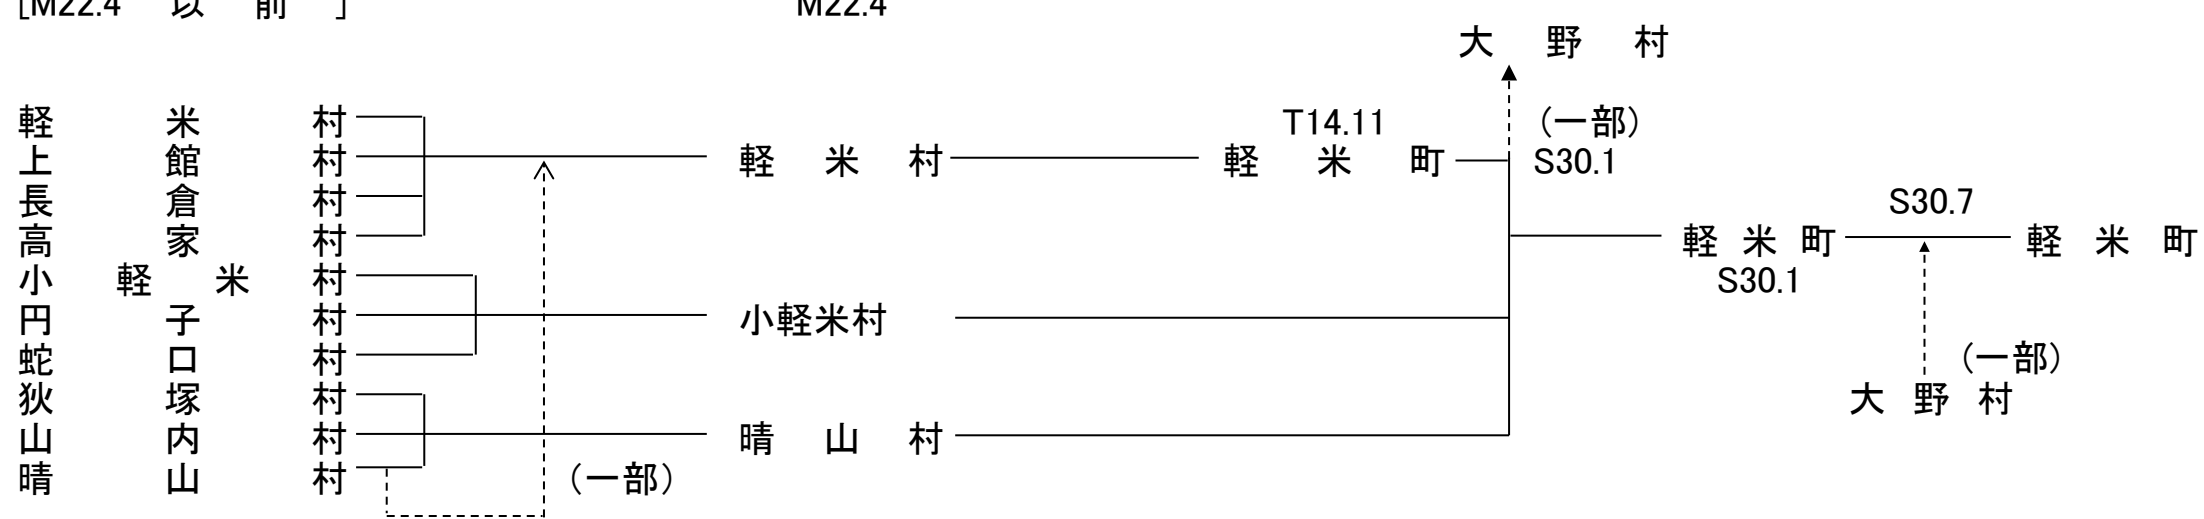 [M22.4 以 前 ] M22.4
大 野 村
軽 米 村
上 館 村
長 倉 村
高 家 村
小 軽 米 村
円 子 村
蛇 口 村
狄 塚 村
山 内 村
晴 山 村
(一部)
軽 米 村
小軽米村
晴 山 村
T14.11
軽 米 町
(一部)
S30.1
軽 米 町
S30.1
S30.7
(一部)
大 野 村
軽 米 町